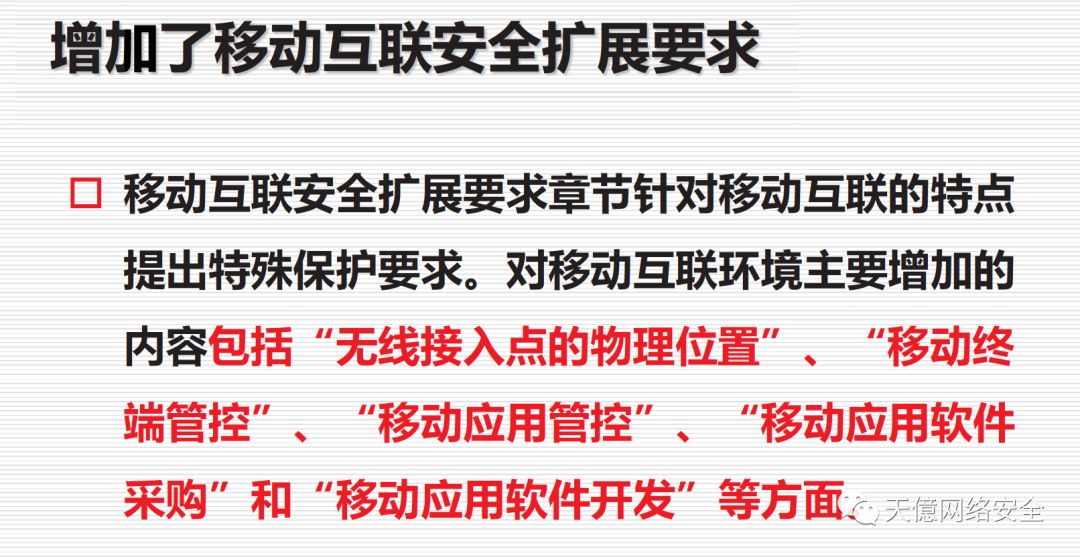 增加了移动互联安全扩展要求
移动互联安全扩展要求章节针对移动互联的特点
提出特殊保护要求。对移动互联环境主要增加的
内容包括“无线接入点的物理位置”、“移动终
端管控”、“移动应用管控”、“移动应用软件
采购”和“移动应用软件开发”等方面。
天億网络安全